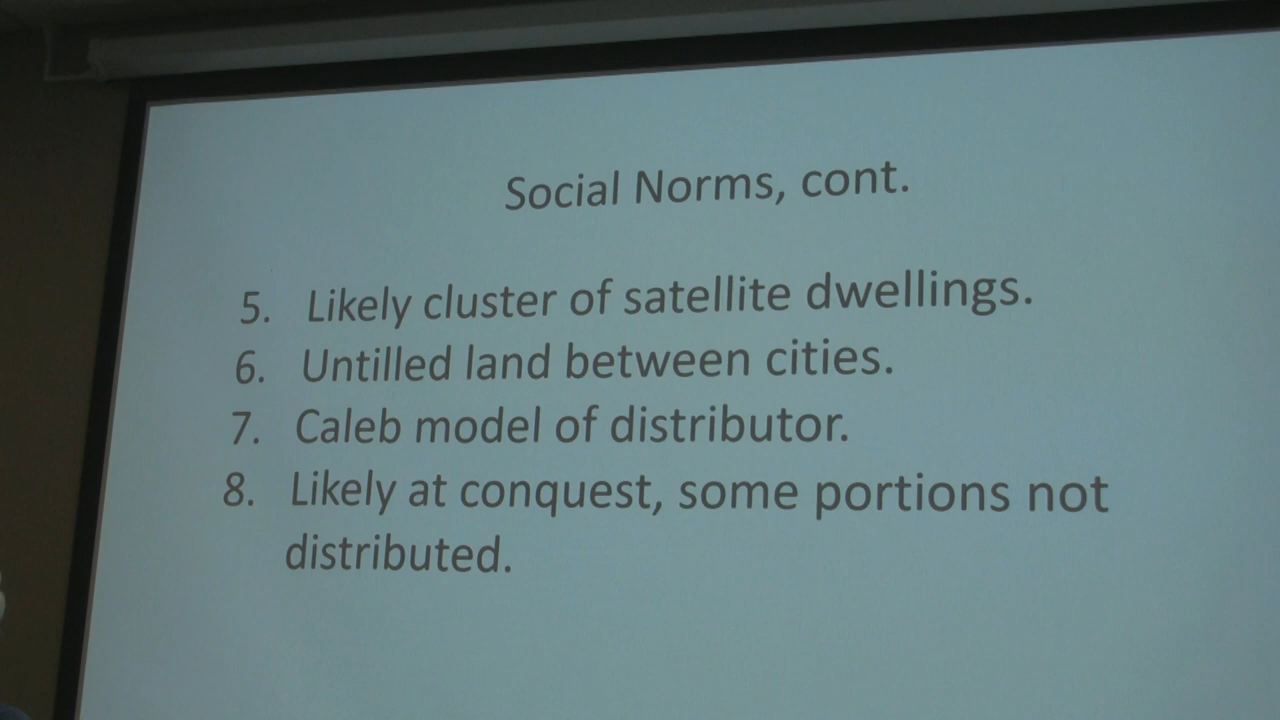 Social Norms, cont.
5. Likely cluster of satellite dwellings.
6. Untilled land between cities.
7. Caleb model of distributor.
8. Likely at conquest, some portions not
distributed.